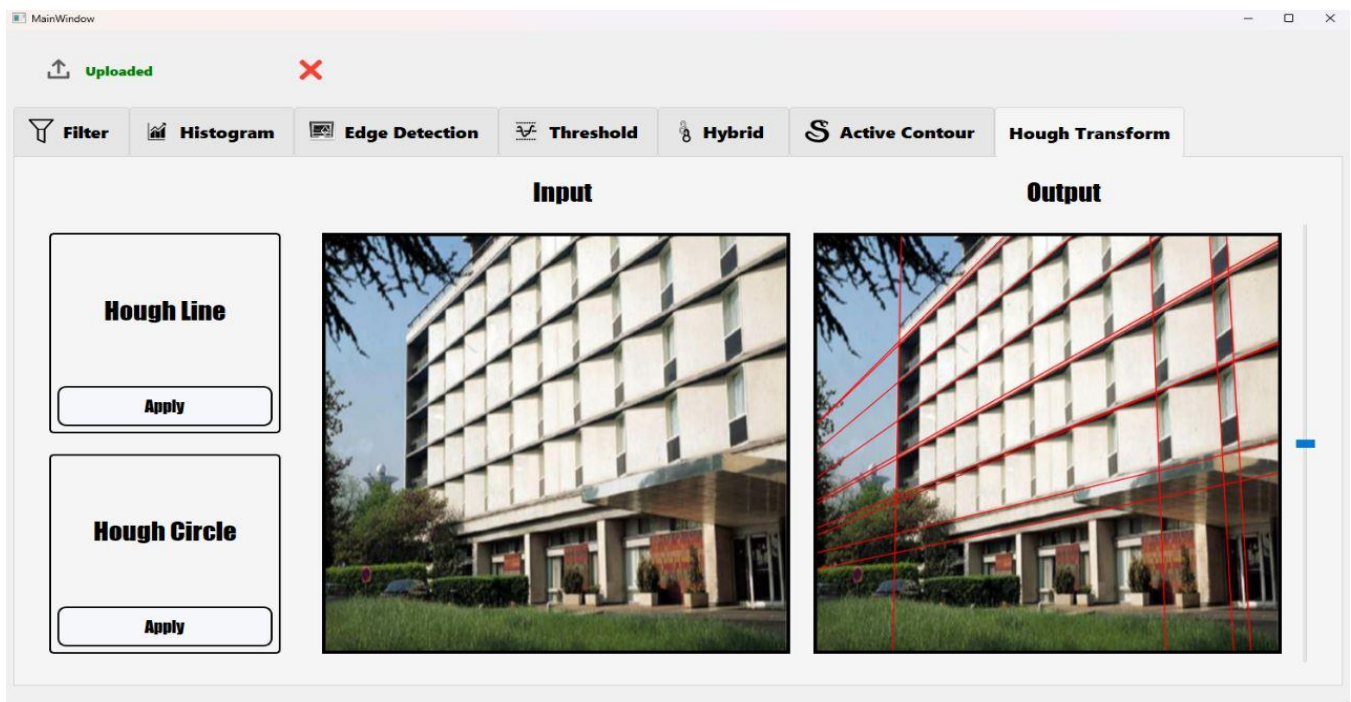 MainWindow
Uploaded
Filter Histogram Edge Detection Threshold Hybrid Active Contour Hough Transform
Input Output
Hough Line
Apply
Hough Circle
Apply